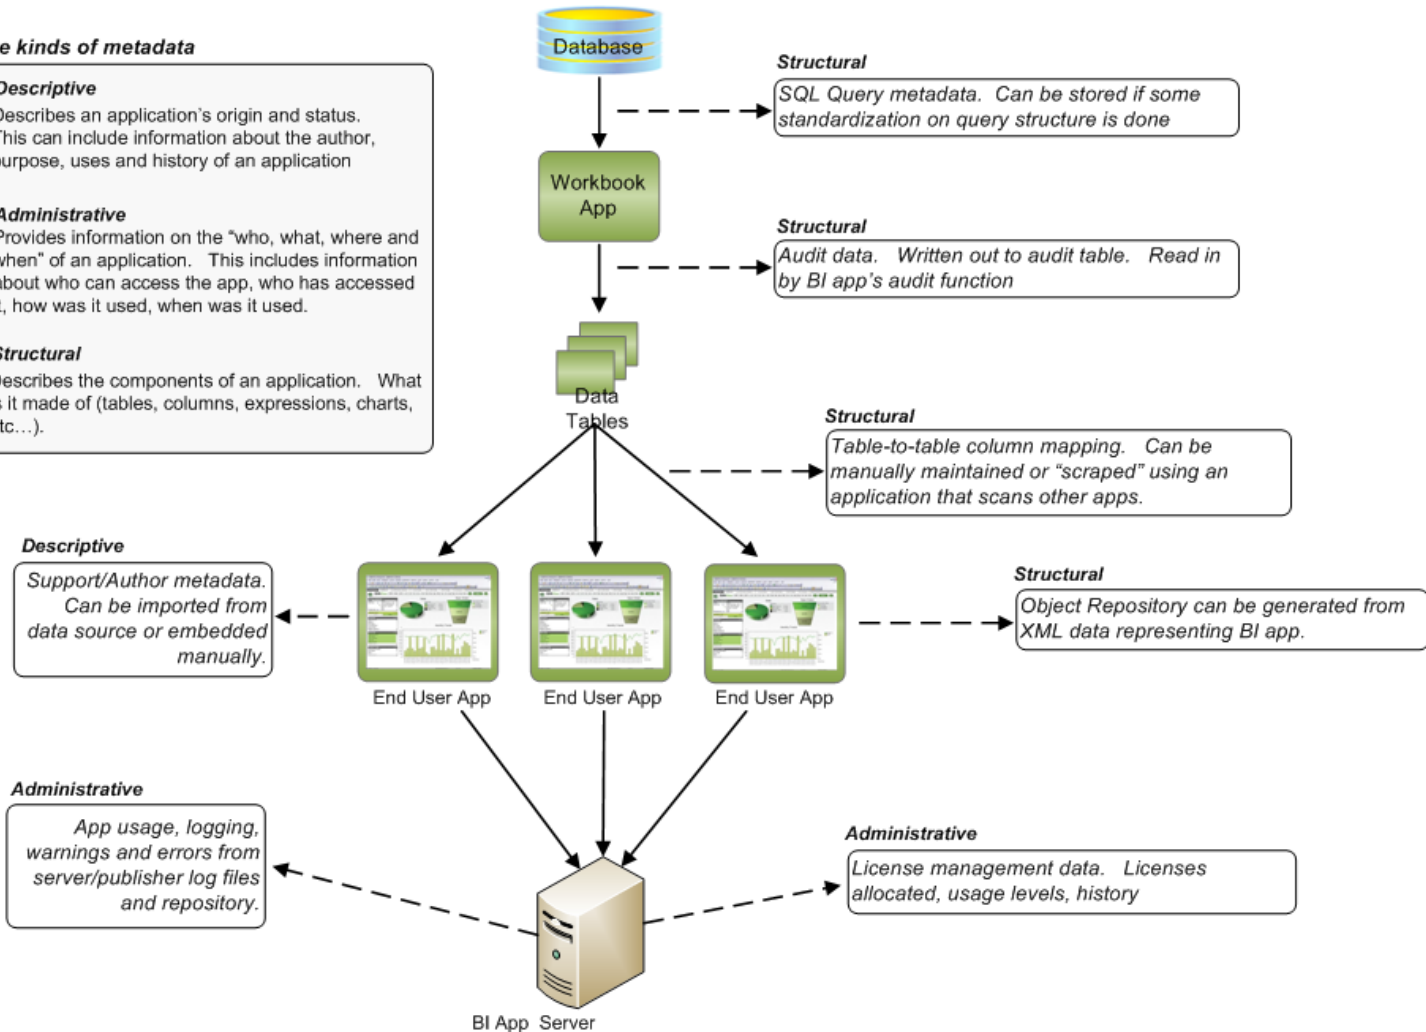 e kinds of metadata
Descriptive
Describes an application's origin and status.
This can include information about the author,
purpose, uses and history of an application
Administrative
Provides information on the "who, what, where and
when" of an application. This includes information
about who can access the app, who has accessed
t, how was it used, when was it used.
Structural
Describes the components of an application. What
s it made of (tables, columns, expressions, charts,
tc...).
Database
Structural
SQL Query metadata. Can be stored if some
standardization on query structure is done
Workbook
App
Structural
Audit data. Written out to audit table. Read in
by BI app's audit function
Data
Tables
Structural
Table-to-table column mapping. Can be
manually maintained or "scraped" using an
application that scans other apps.
Descriptive
Support/Author metadata.
Can be imported from
data source or embedded
manually.
End User App
End User App
End User App
Structural
Object Repository can be generated from
XML data representing BI app.
Administrative
App usage, logging,
warnings and errors from
server/publisher log files
and repository.
Administrative
License management data. Licenses
allocated, usage levels, history
BI App Server